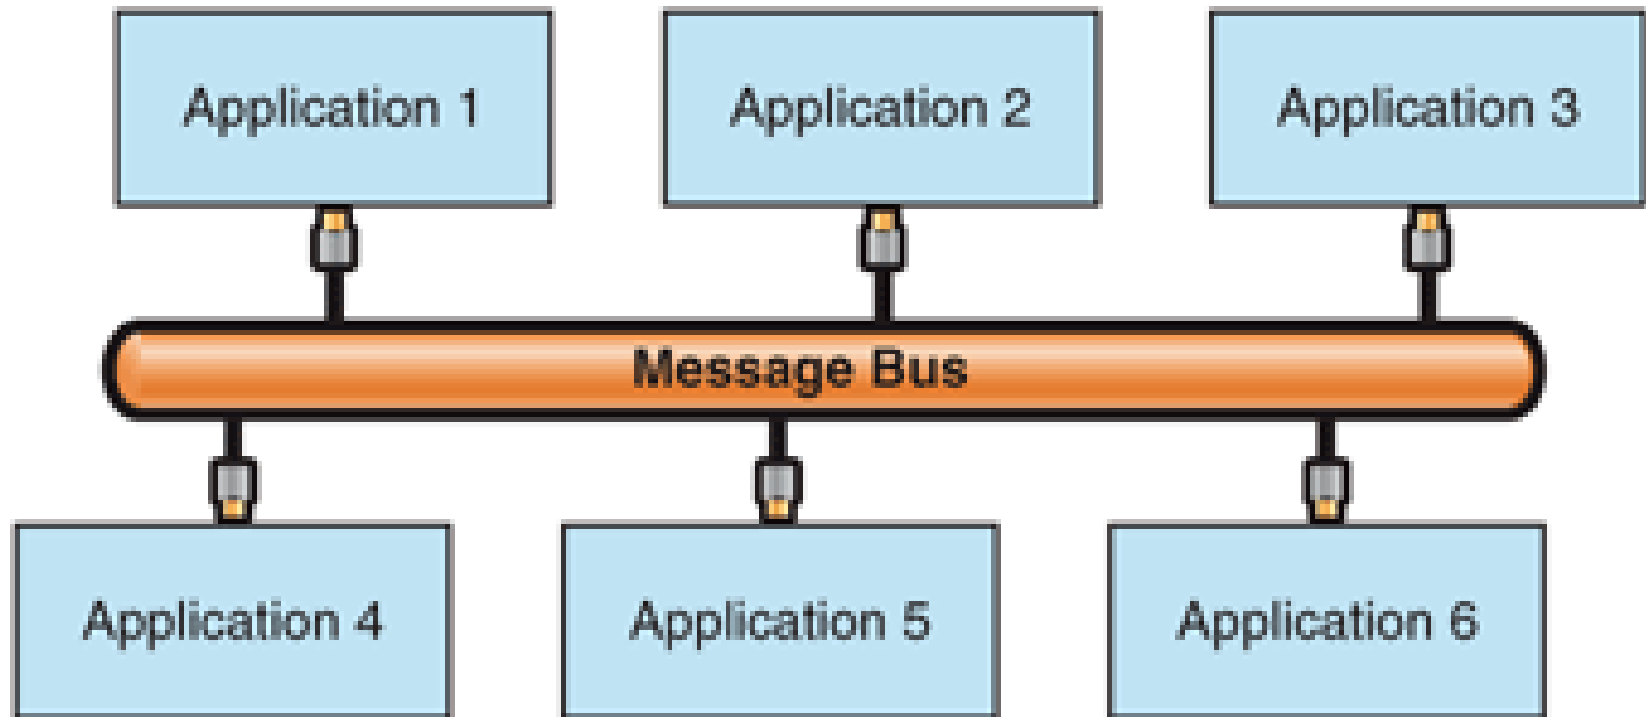 Application 1
Application 2
Application 3
Message Bus
Application 4
Application 5
Application 6